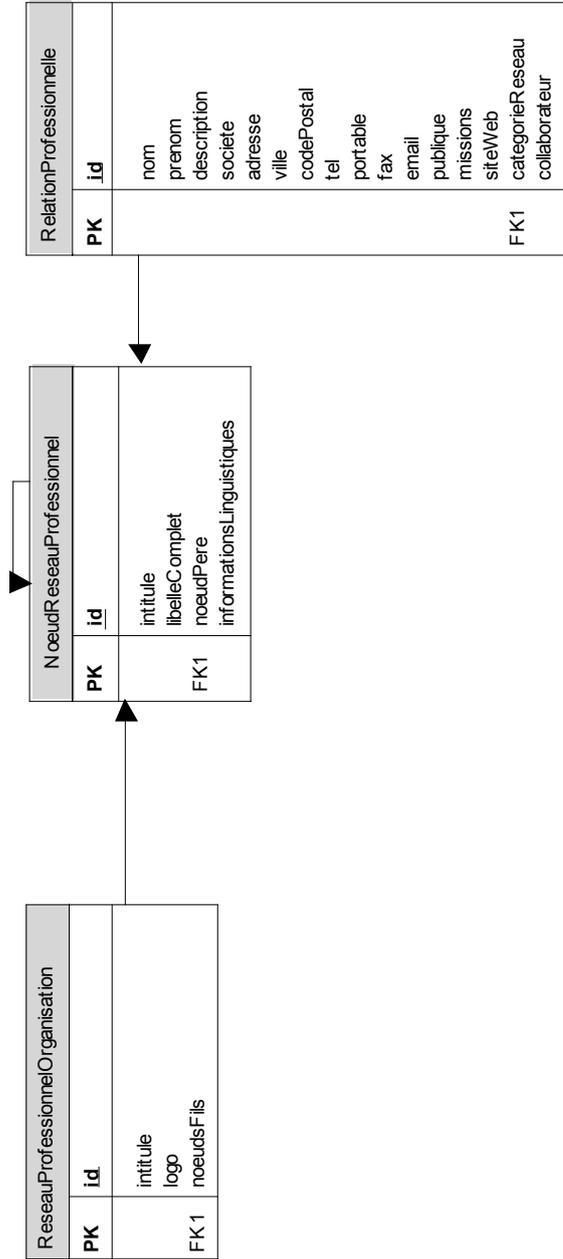 ReseauProfessionnelOrganisation
PK id
intitule
logo
FK1 noeudsFils
NoeudReseauProfessionnel
PK id
intitule
libelleComplet
FK1 noeudPere
informationsLinguistiques
RelationProfessionnelle
PK id
nom
prenom
description
societe
adresse
ville
codePostal
tel
portable
fax
email
publique
missions
siteWeb
FK1 categorieReseau
collaborateur